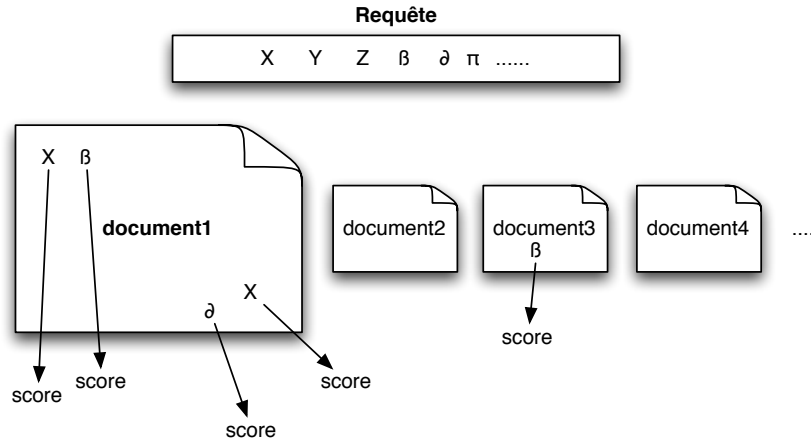 Requête
X Y Z ß ∂ π ......
X ß
document1
document2
document3
document4
....
ß
X
∂
score
score
score
score
score